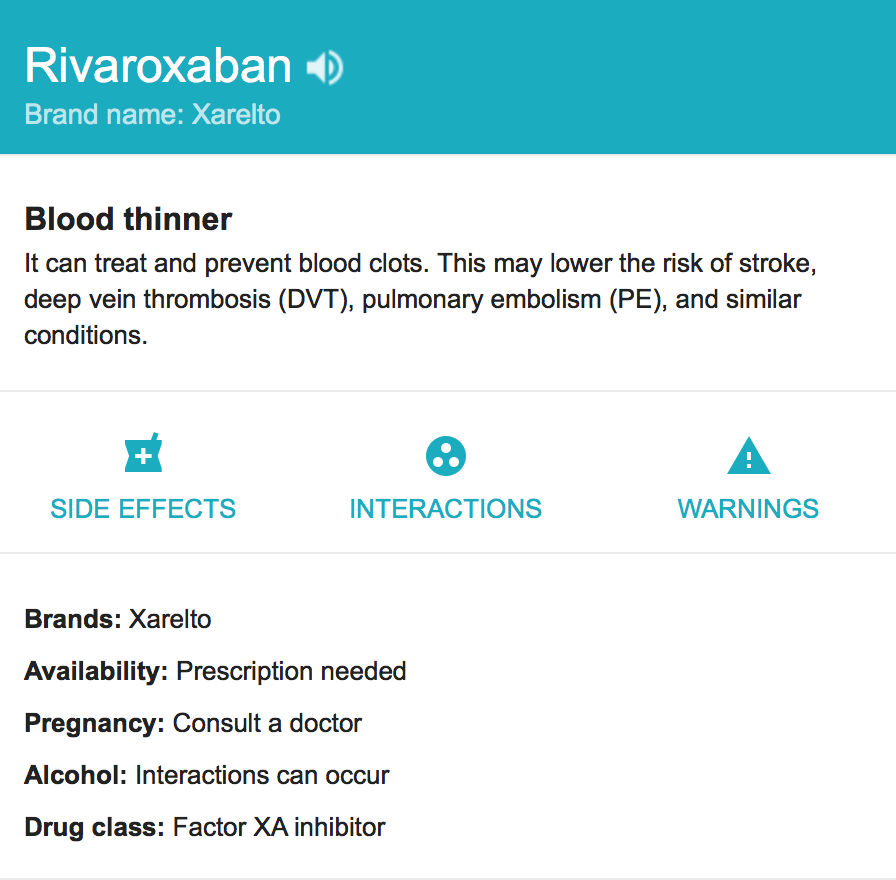 Rivaroxaban
Brand name: Xarelto
Blood thinner
It can treat and prevent blood clots. This may lower the risk of stroke,
deep vein thrombosis (DVT), pulmonary embolism (PE), and similar
conditions.
SIDE EFFECTS
INTERACTIONS
WARNINGS
Brands: Xarelto
Availability: Prescription needed
Pregnancy: Consult a doctor
Alcohol: Interactions can occur
Drug class: Factor XA inhibitor